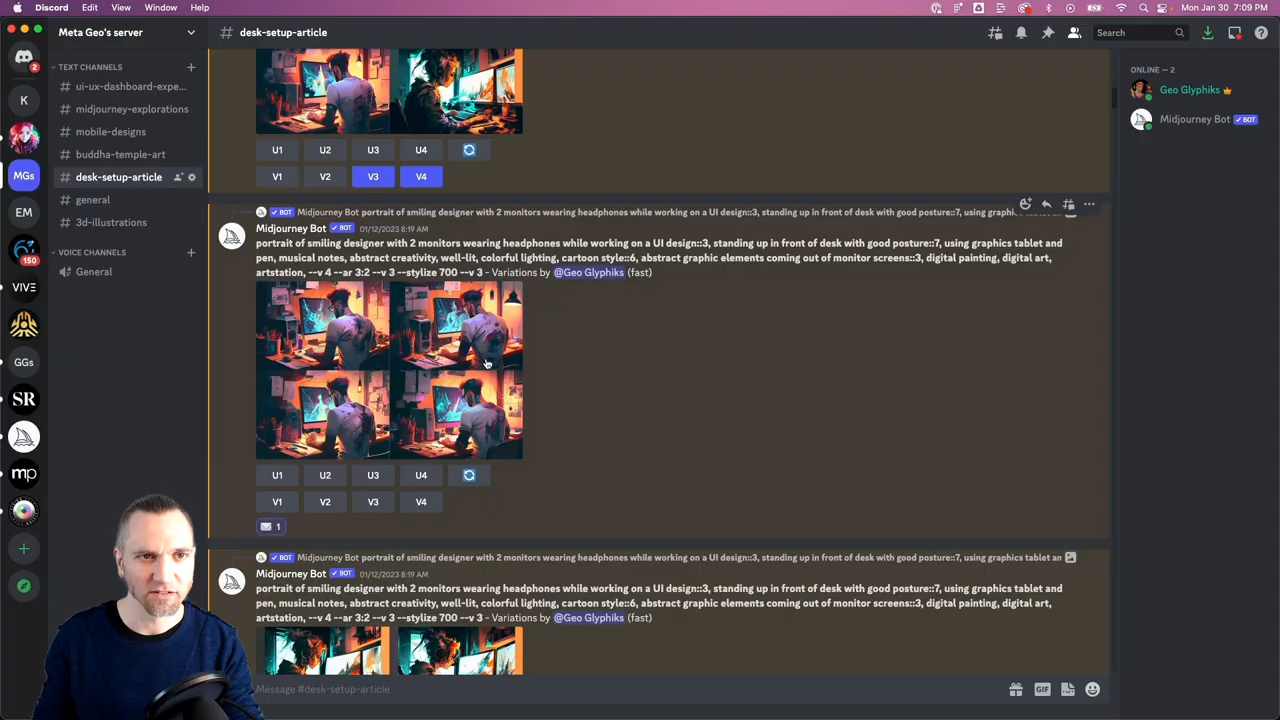 Discord Edit View Window Help
Mon Jan 30 7:09 PM
Meta Geo's server
# desk-setup-article
Search
TEXT CHANNELS
# ui-ux-dashboard-expe...
# midjourney-explorations
# mobile-designs
# buddha-temple-art
# desk-setup-article
# general
# 3d-illustrations
VOICE CHANNELS
General
2
K
MGs
EM
150
VIVE
GGs
SR
mp
U1 U2 U3 U4
V1 V2 V3 V4
BOT Midjourney Bot portrait of smiling designer with 2 monitors wearing headphones while working on a UI design::3, standing up in front of desk with good posture::7, using graphi
Midjourney Bot BOT 01/12/2023 8:19 AM
portrait of smiling designer with 2 monitors wearing headphones while working on a UI design::3, standing up in front of desk with good posture::7, using graphics tablet and
pen, musical notes, abstract creativity, well-lit, colorful lighting, cartoon style::6, abstract graphic elements coming out of monitor screens::3, digital painting, digital art,
artstation, --v 4 --ar 3:2 --v 3 --stylize 700 --v 3 - Variations by @Geo Glyphiks (fast)
U1 U2 U3 U4
V1 V2 V3 V4
1
BOT Midjourney Bot portrait of smiling designer with 2 monitors wearing headphones while working on a UI design::3, standing up in front of desk with good posture::7, using graphics tablet an
Midjourney Bot BOT 01/12/2023 8:19 AM
portrait of smiling designer with 2 monitors wearing headphones while working on a UI design::3, standing up in front of desk with good posture::7, using graphics tablet and
pen, musical notes, abstract creativity, well-lit, colorful lighting, cartoon style::6, abstract graphic elements coming out of monitor screens::3, digital painting, digital art,
artstation, --v 4 --ar 3:2 --v 3 --stylize 700 --v 3 - Variations by @Geo Glyphiks (fast)
Message #desk-setup-article
GIF
ONLINE — 2
Geo Glyphiks
Midjourney Bot BOT